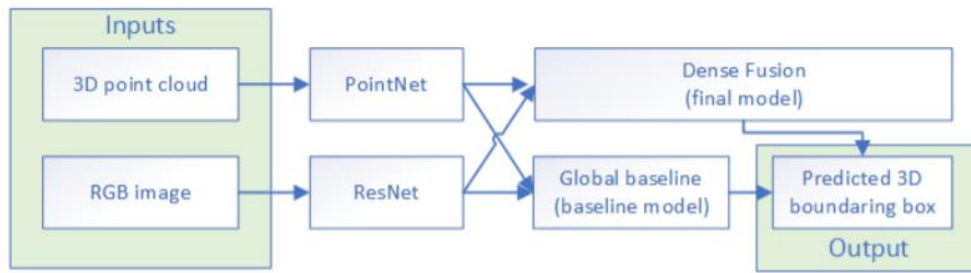 Inputs
3D point cloud
PointNet
Dense Fusion
(final model)
RGB image
ResNet
Global baseline
(baseline model)
Predicted 3D
boundaring box
Output